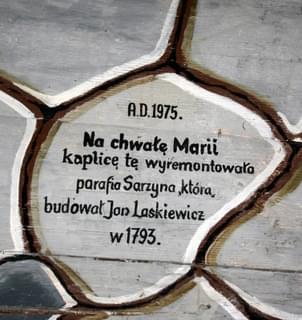 A.D. 1975.
Na chwałę Marii
kaplicę tę wyremontowała
parafia Sarzyna, którą
budował Jan Laskiewicz
w 1793.